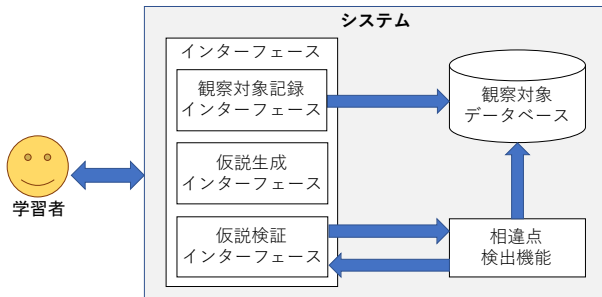 システム
インターフェース
観察対象記録
インターフェース
観察対象
データベース
仮説生成
インターフェース
学習者
仮説検証
インターフェース
相違点
検出機能